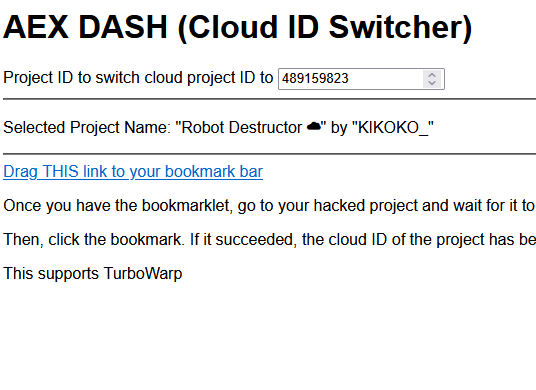 AEX DASH (Cloud ID Switcher)
Project ID to switch cloud project ID to 489159823
Selected Project Name: "Robot Destructor ☁" by "KIKOKO_"
Drag THIS link to your bookmark bar
Once you have the bookmarklet, go to your hacked project and wait for it to
Then, click the bookmark. If it succeeded, the cloud ID of the project has be
This supports TurboWarp